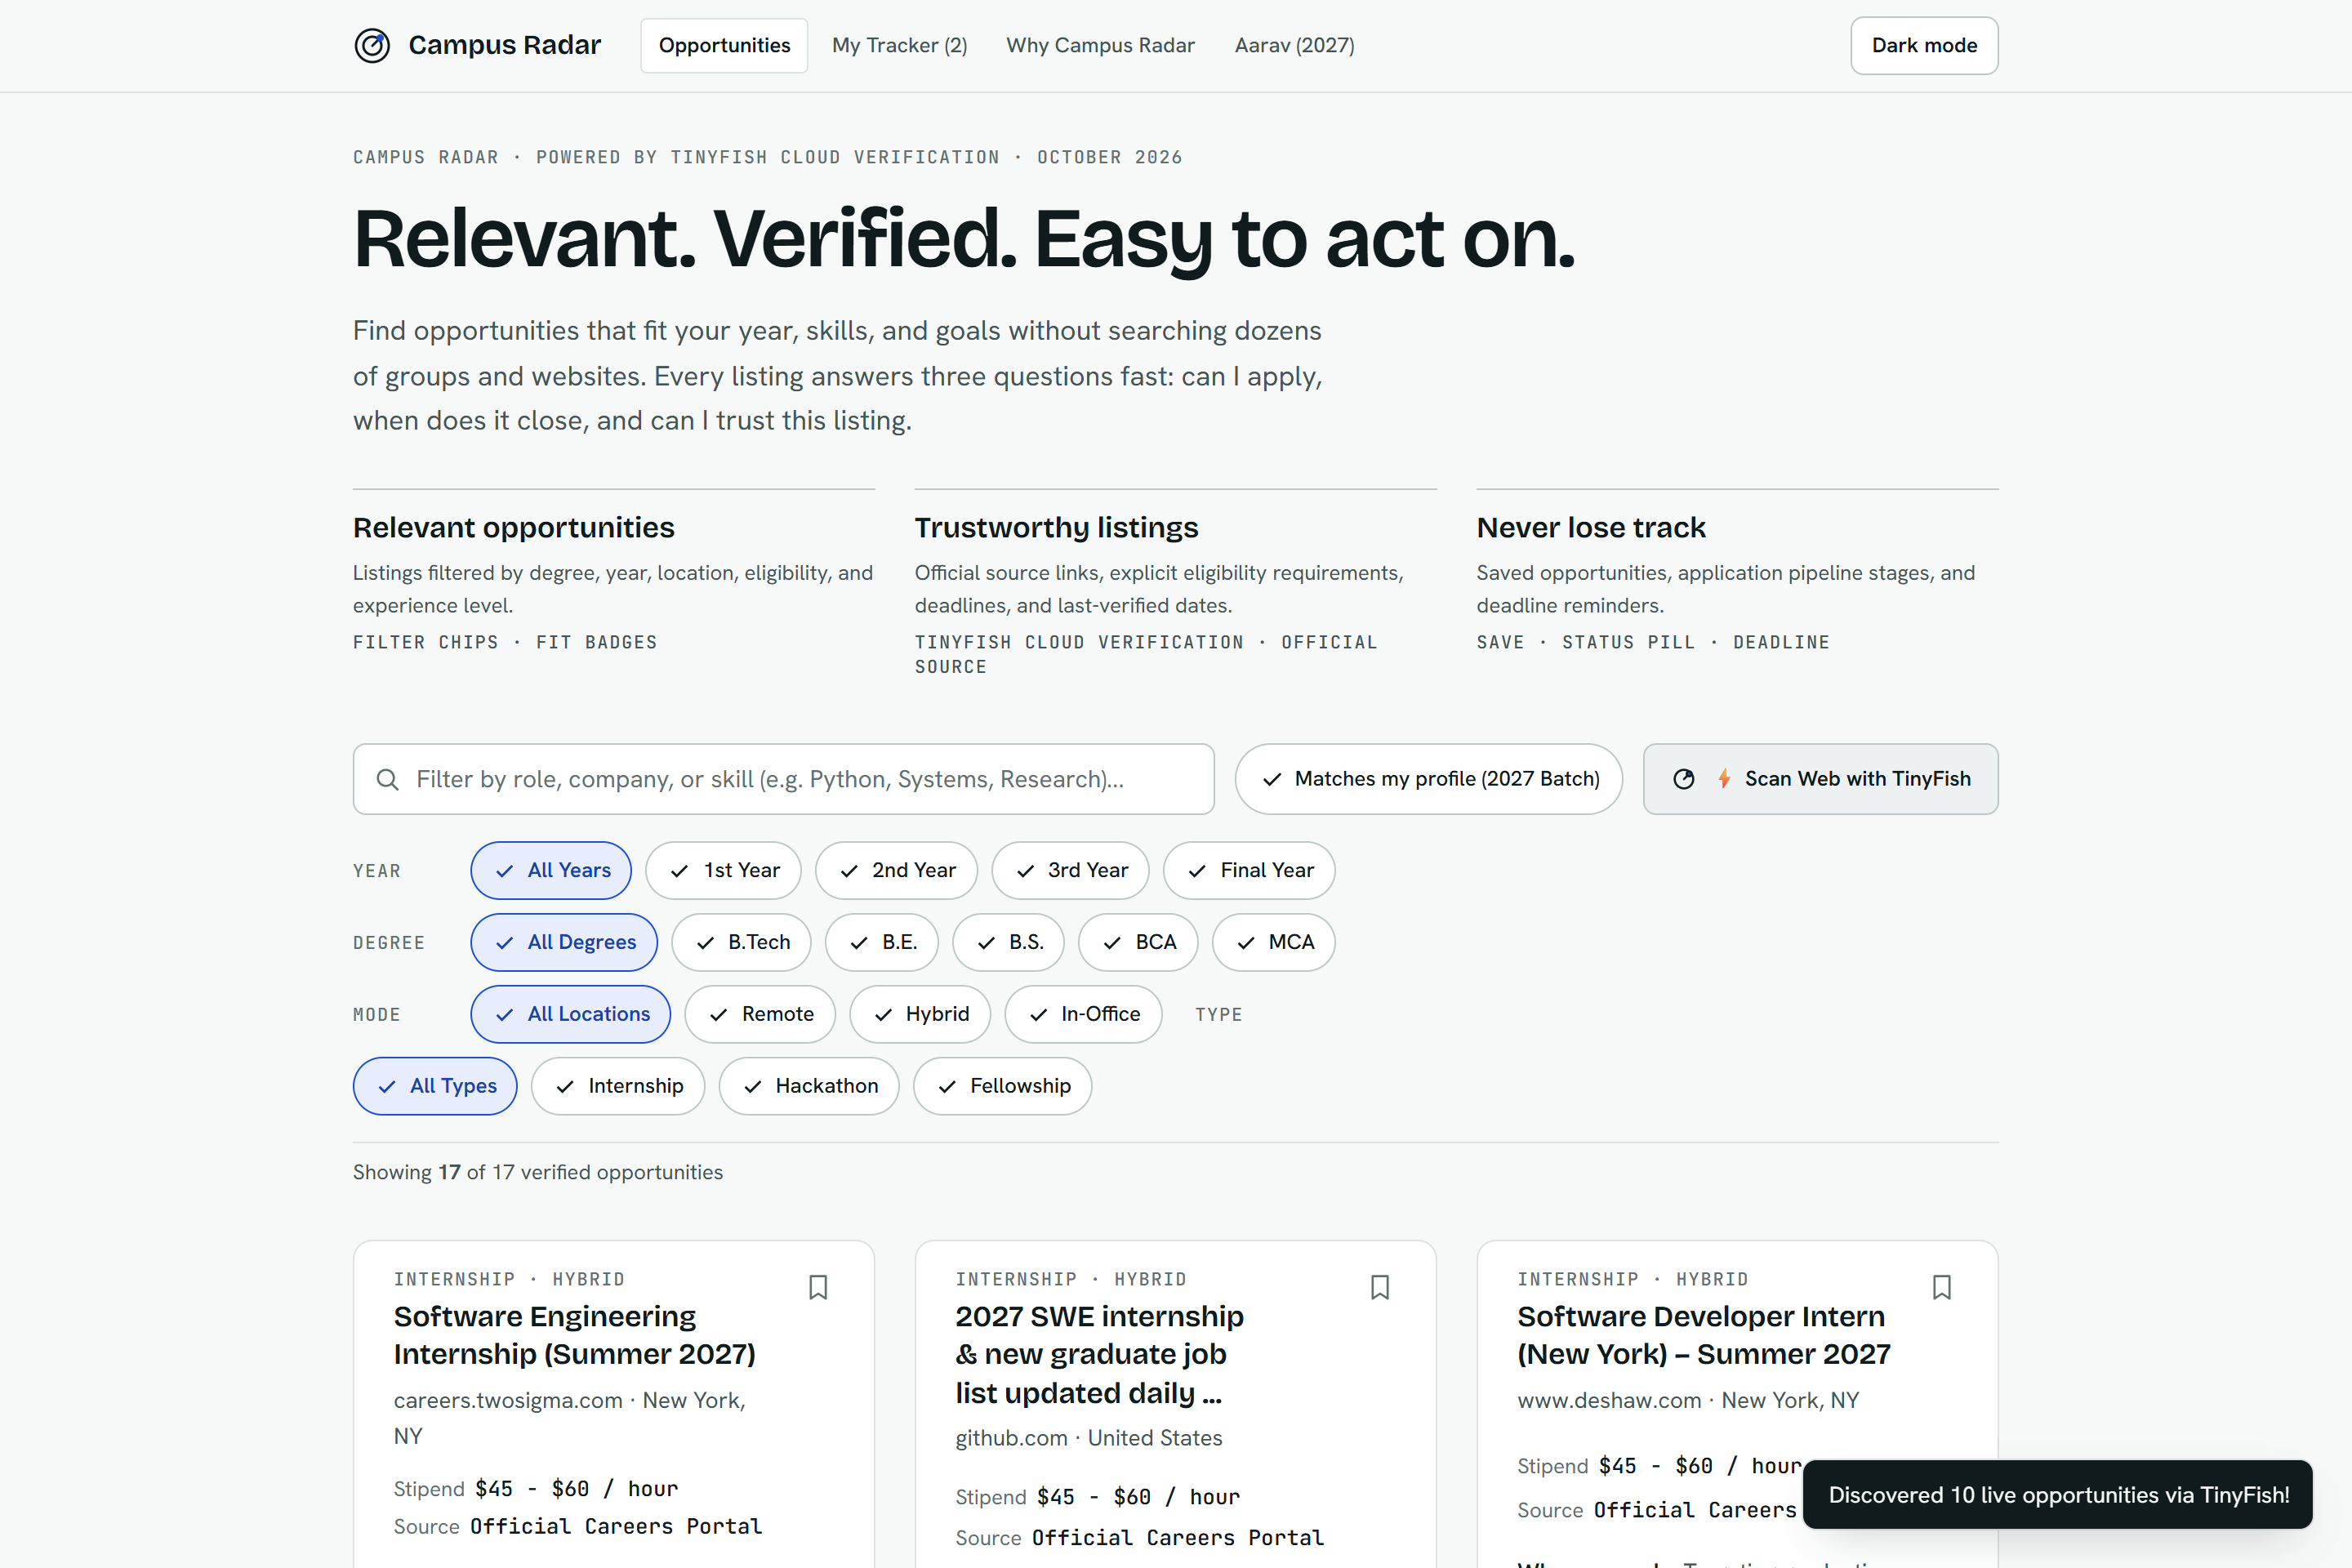 Campus Radar
Opportunities
My Tracker (2)
Why Campus Radar
Aarav (2027)
Dark mode
CAMPUS RADAR · POWERED BY TINYFISH CLOUD VERIFICATION · OCTOBER 2026
Relevant. Verified. Easy to act on.
Find opportunities that fit your year, skills, and goals without searching dozens
of groups and websites. Every listing answers three questions fast: can I apply,
when does it close, and can I trust this listing.
Relevant opportunities
Listings filtered by degree, year, location, eligibility, and
experience level.
FILTER CHIPS · FIT BADGES
Trustworthy listings
Official source links, explicit eligibility requirements,
deadlines, and last-verified dates.
TINYFISH CLOUD VERIFICATION · OFFICIAL
SOURCE
Never lose track
Saved opportunities, application pipeline stages, and
deadline reminders.
SAVE · STATUS PILL · DEADLINE
Filter by role, company, or skill (e.g. Python, Systems, Research)...
Matches my profile (2027 Batch)
Scan Web with TinyFish
YEAR
All Years
1st Year
2nd Year
3rd Year
Final Year
DEGREE
All Degrees
B.Tech
B.E.
B.S.
BCA
MCA
MODE
All Locations
Remote
Hybrid
In-Office
TYPE
All Types
Internship
Hackathon
Fellowship
Showing 17 of 17 verified opportunities
INTERNSHIP · HYBRID
Software Engineering
Internship (Summer 2027)
careers.twosigma.com · New York,
NY
Stipend $45 - $60 / hour
Source Official Careers Portal
INTERNSHIP · HYBRID
2027 SWE internship
& new graduate job
list updated daily ...
github.com · United States
Stipend $45 - $60 / hour
Source Official Careers Portal
INTERNSHIP · HYBRID
Software Developer Intern
(New York) – Summer 2027
www.deshaw.com · New York, NY
Stipend $45 - $60 / hour
Source Official Careers
Discovered 10 live opportunities via TinyFish!